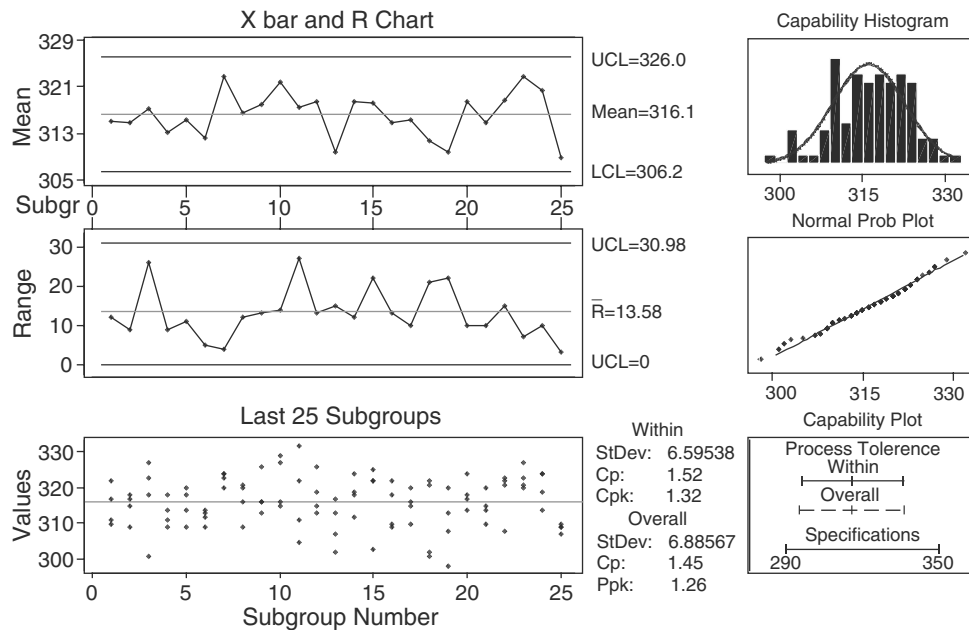 X bar and R Chart
329
321
313
305
Mean
UCL=326.0
Mean=316.1
LCL=306.2
Subgr 0 5 10 15 20 25
30
20
10
0
Range
UCL=30.98
R̅=13.58
UCL=0
Last 25 Subgroups
330
320
310
300
Values
0 5 10 15 20 25
Subgroup Number
Within
StDev: 6.59538
Cp: 1.52
Cpk: 1.32
Overall
StDev: 6.88567
Cp: 1.45
Ppk: 1.26
Capability Histogram
300 315 330
Normal Prob Plot
300 315 330
Capability Plot
Process Tolerence
Within
Overall
Specifications
290 350